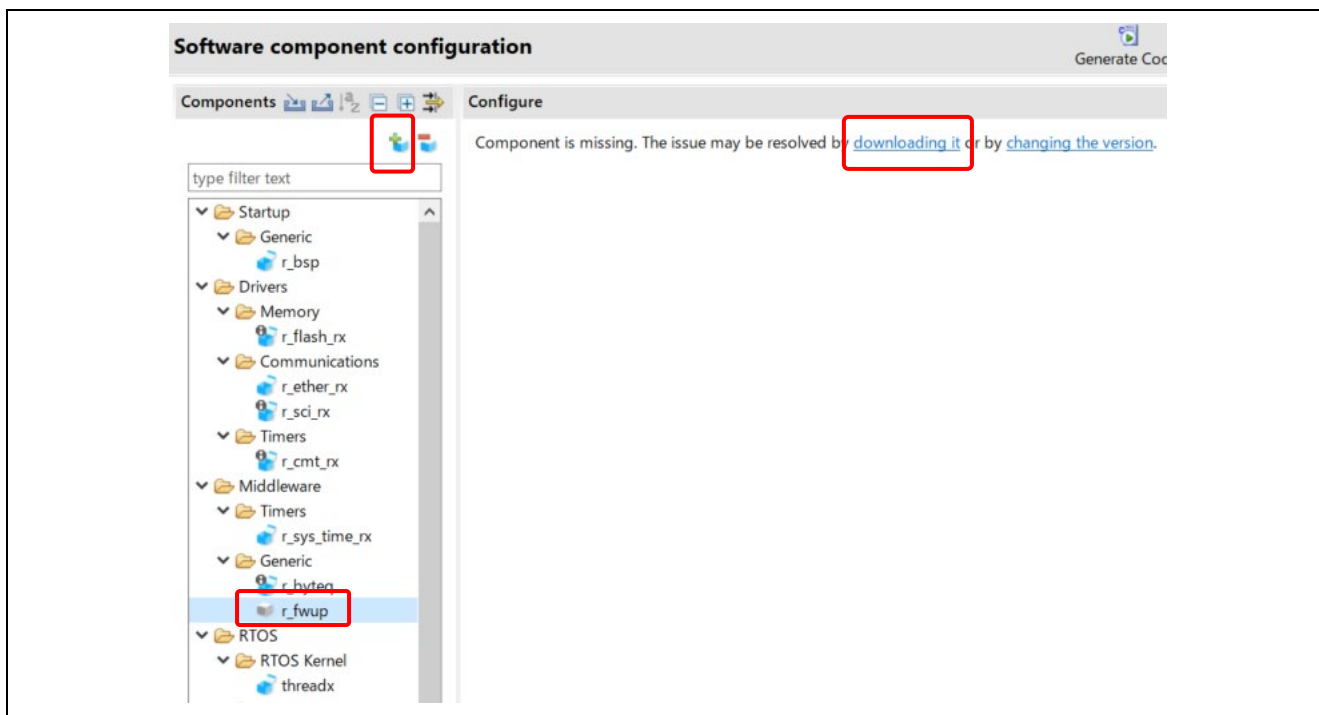 Software component configuration
Generate Coc
Components
Configure
Component is missing. The issue may be resolved by downloading it or by changing the version.
type filter text
Startup
Generic
r_bsp
Drivers
Memory
r_flash_rx
Communications
r_ether_rx
r_sci_rx
Timers
r_cmt_rx
Middleware
Timers
r_sys_time_rx
Generic
r_byteq
r_fwup
RTOS
RTOS Kernel
threadx